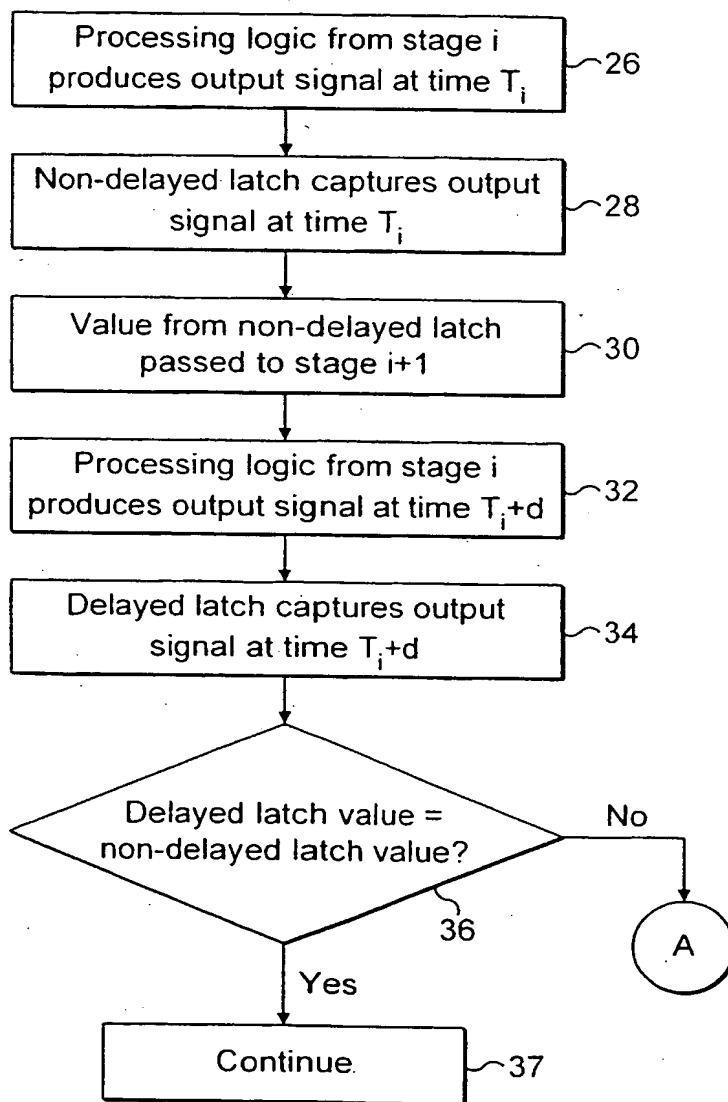 Processing logic from stage i
produces output signal at time Ti
26
Non-delayed latch captures output
signal at time Ti
28
Value from non-delayed latch
passed to stage i+1
30
Processing logic from stage i
produces output signal at time Ti+d
32
Delayed latch captures output
signal at time Ti+d
34
Delayed latch value =
non-delayed latch value?
36
No
A
Yes
Continue
37